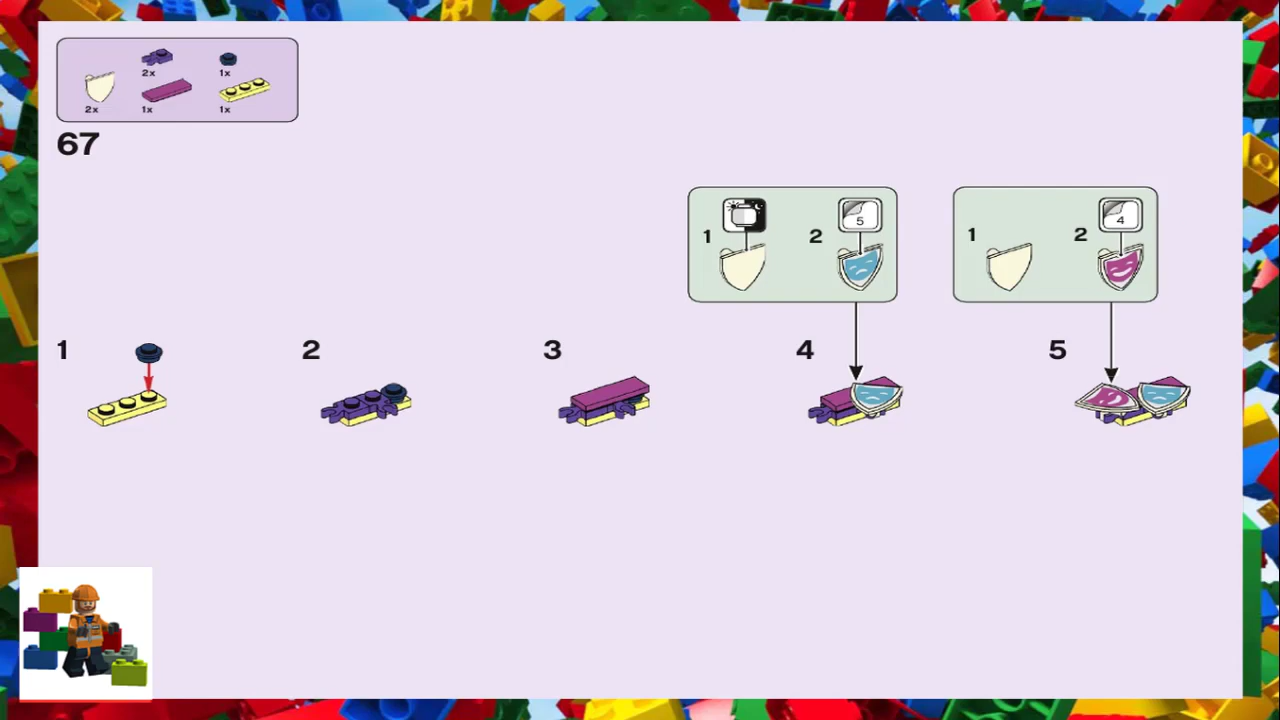 2x 1x
2x 1x 1x
67
1 2 5
1 2 4
1 2 3 4 5